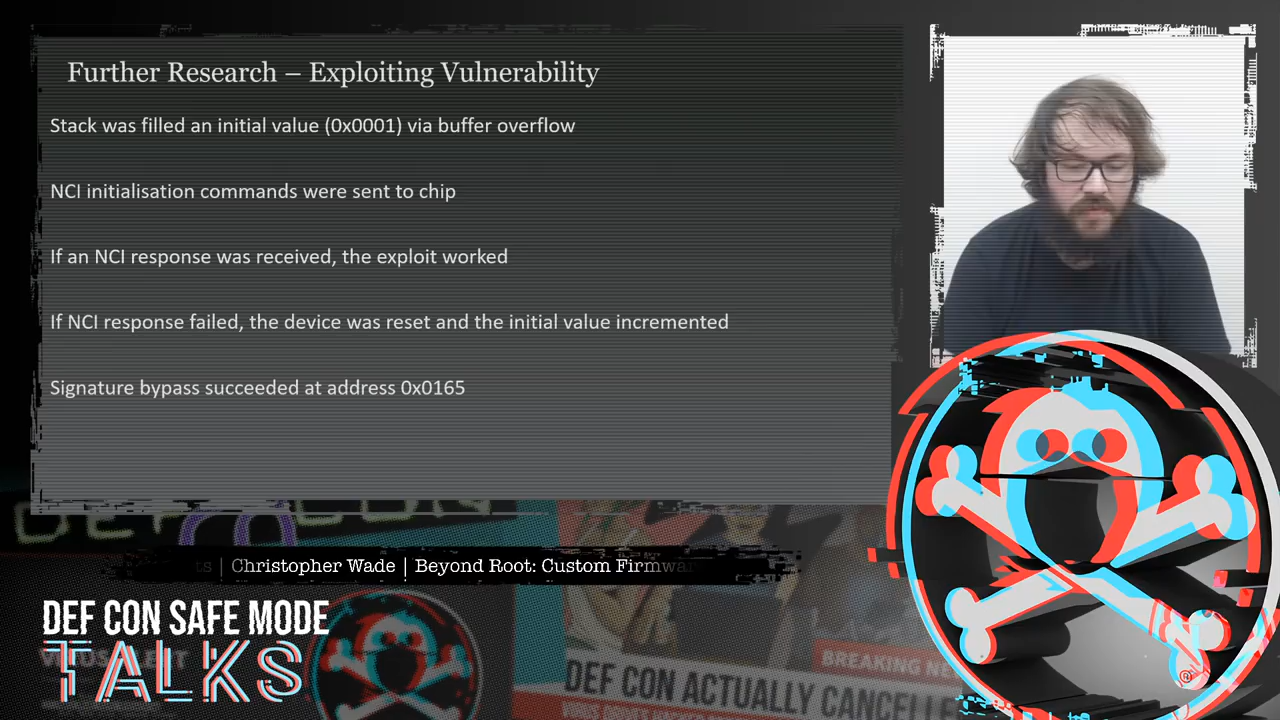 Further Research – Exploiting Vulnerability
Stack was filled an initial value (0x0001) via buffer overflow
NCI initialisation commands were sent to chip
If an NCI response was received, the exploit worked
If NCI response failed, the device was reset and the initial value incremented
Signature bypass succeeded at address 0x0165
ts | Christopher Wade | Beyond Root: Custom Firmwar
DEF CON SAFE MODE
TALKS
BREAKING NE
DEF CON ACTUALLY CANCELLE
®